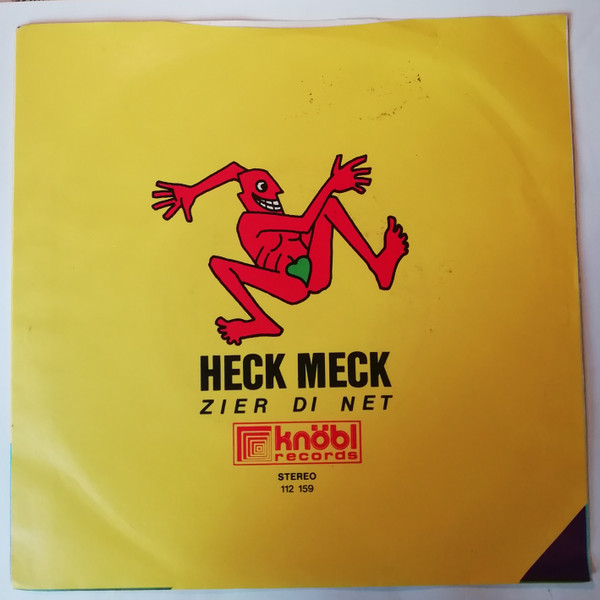 HECK MECK
ZIER DI NET
knöbl
records
STEREO
112 159